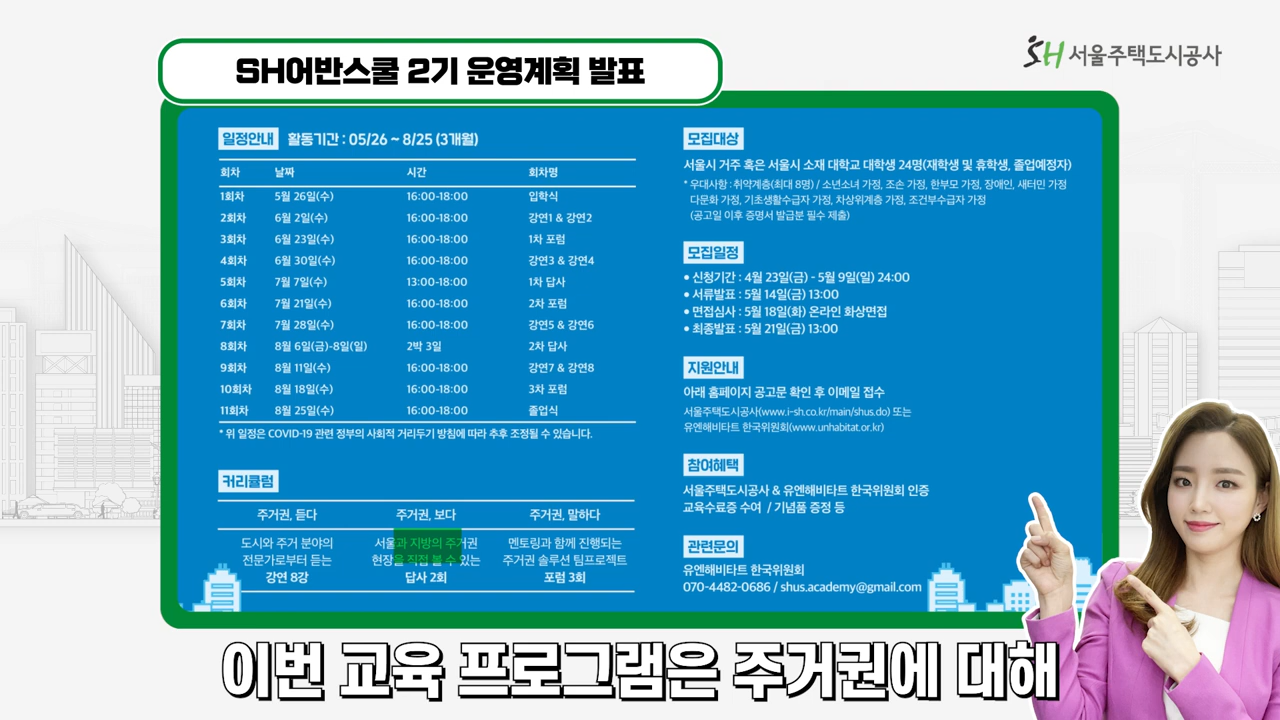 SH어반스쿨 2기 운영계획 발표
SH 서울주택도시공사
일정안내 활동기간 : 05/26 ~ 8/25 (3개월)
회차 날짜 시간 회차명
1회차 5월 26일(수) 16:00-18:00 입학식
2회차 6월 2일(수) 16:00-18:00 강연1 & 강연2
3회차 6월 23일(수) 16:00-18:00 1차 포럼
4회차 6월 30일(수) 16:00-18:00 강연3 & 강연4
5회차 7월 7일(수) 13:00-18:00 1차 답사
6회차 7월 21일(수) 16:00-18:00 2차 포럼
7회차 7월 28일(수) 16:00-18:00 강연5 & 강연6
8회차 8월 6일(금)-8일(일) 2박 3일 2차 답사
9회차 8월 11일(수) 16:00-18:00 강연7 & 강연8
10회차 8월 18일(수) 16:00-18:00 3차 포럼
11회차 8월 25일(수) 16:00-18:00 졸업식
* 위 일정은 COVID-19 관련 정부의 사회적 거리두기 방침에 따라 추후 조정될 수 있습니다.
커리큘럼
주거권, 듣다 주거권, 보다 주거권, 말하다
도시와 주거 분야의 서울과 지방의 주거권 멘토링과 함께 진행되는
전문가로부터 듣는 현장을 직접 볼 수 있는 주거권 솔루션 팀프로젝트
강연 8강 답사 2회 포럼 3회
모집대상
서울시 거주 혹은 서울시 소재 대학교 대학생 24명(재학생 및 휴학생, 졸업예정자)
* 우대사항 : 취약계층(최대 8명) / 소년소녀 가정, 조손 가정, 한부모 가정, 장애인, 새터민 가정
다문화 가정, 기초생활수급자 가정, 차상위계층 가정, 조건부수급자 가정
(공고일 이후 증명서 발급분 필수 제출)
모집일정
• 신청기간 : 4월 23일(금) - 5월 9일(일) 24:00
• 서류발표 : 5월 14일(금) 13:00
• 면접심사 : 5월 18일(화) 온라인 화상면접
• 최종발표 : 5월 21일(금) 13:00
지원안내
아래 홈페이지 공고문 확인 후 이메일 접수
서울주택도시공사(www.i-sh.co.kr/main/shus.do) 또는
유엔해비타트 한국위원회(www.unhabitat.or.kr)
참여혜택
서울주택도시공사 & 유엔해비타트 한국위원회 인증
교육수료증 수여 / 기념품 증정 등
관련문의
유엔해비타트 한국위원회
070-4482-0686 / shus.academy@gmail.com
이번 교육 프로그램은 주거권에 대해